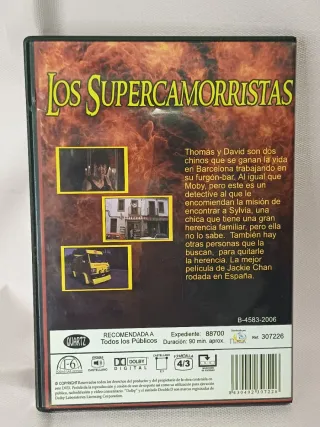 LOS SUPERCAMORRISTAS
Thomas y David son dos
chinos que se ganan la vida
en Barcelona trabajando en
su furgón-bar. Al igual que
Moby, pero este es un
detective al que le
encomiendan la misión de
encontrar a Sylvia, una
chica que tiene una gran
herencia familiar, pero ella
no lo sabe. También hay
otras personas que la
buscan, para quitarle
la herencia. La mejor
película de Jackie Chan
rodada en España.
B-4583-2006
QUARTZ
RECOMENDADA A
Todos los Públicos
Expediente: 88700
Duración: 90 min. aprox.
Ref. 307226
DOLBY
DIGITAL
PANTALLA
4/3